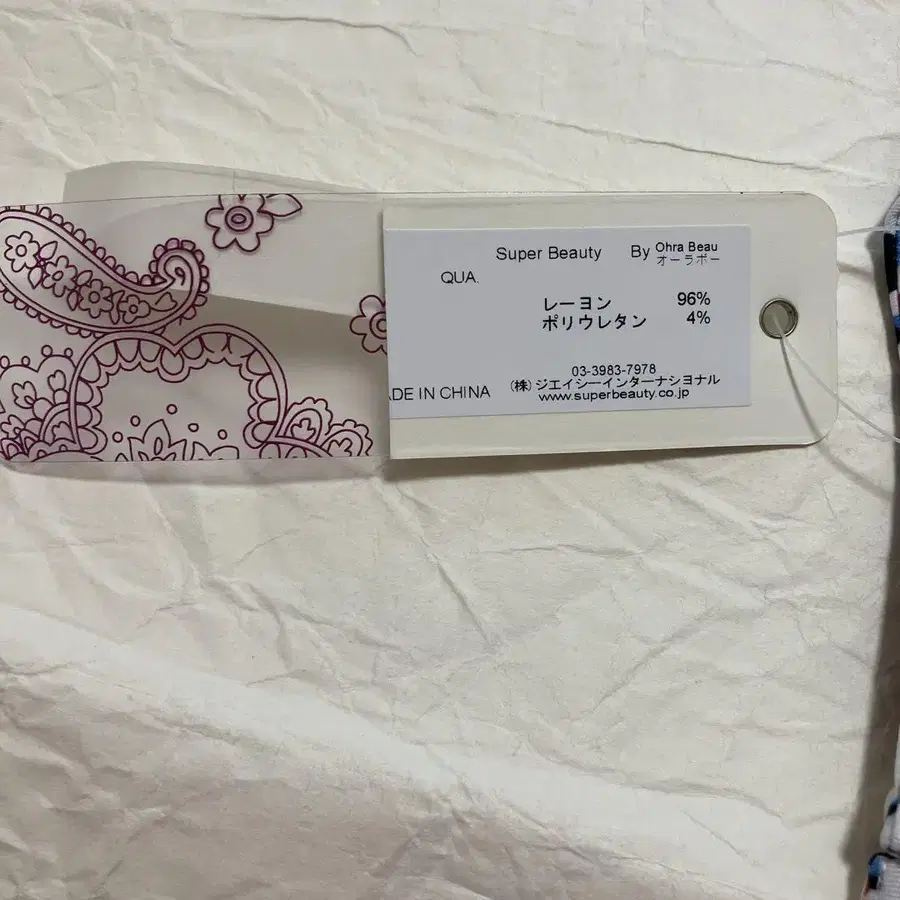 Super Beauty By Ohra Beau
オーラボー
QUA.
レーヨン 96%
ポリウレタン 4%
03-3983-7978
DE IN CHINA (株)ジエイシーインターナシヨナル
www.superbeauty.co.jp